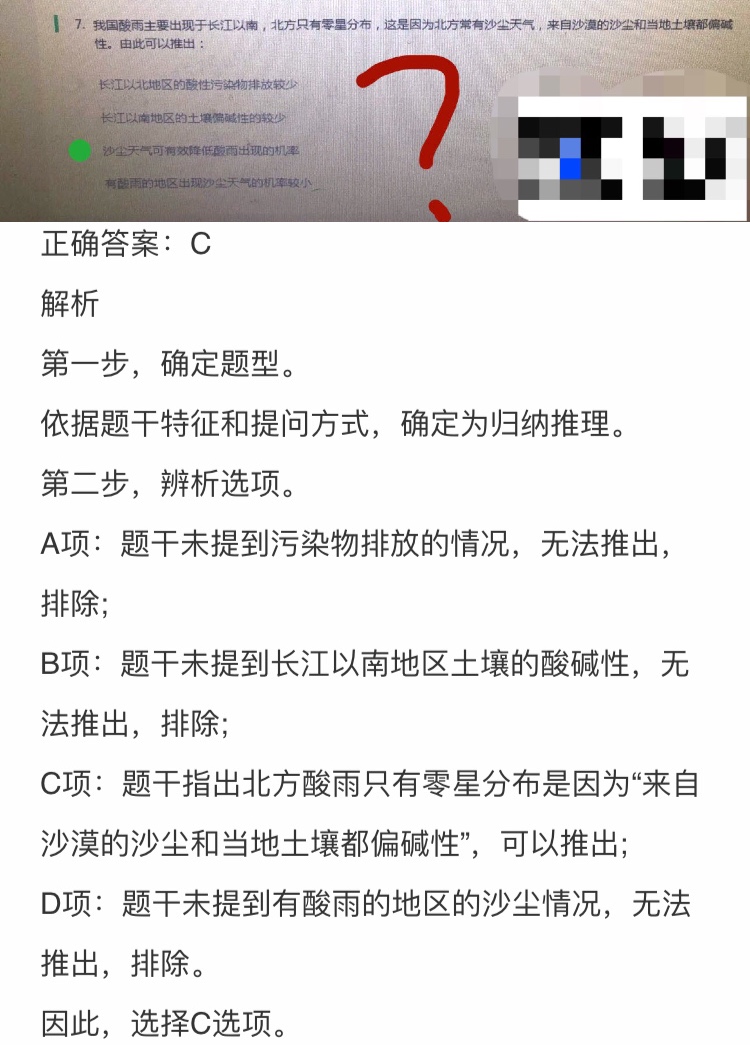 7. 我国酸雨主要出现于长江以南，北方只有零星分布，这是因为北方常有沙尘天气，来自沙漠的沙尘和当地土壤都偏碱
性。由此可以推出：
长江以北地区的酸性污染物排放较少
长江以南地区的土壤偏碱性的较少
沙尘天气可有效降低酸雨出现的机率
有酸雨的地区出现沙尘天气的机率较小
正确答案：C
解析
第一步，确定题型。
依据题干特征和提问方式，确定为归纳推理。
第二步，辨析选项。
A项：题干未提到污染物排放的情况，无法推出，
排除;
B项：题干未提到长江以南地区土壤的酸碱性，无
法推出，排除;
C项：题干指出北方酸雨只有零星分布是因为“来自
沙漠的沙尘和当地土壤都偏碱性”，可以推出;
D项：题干未提到有酸雨的地区的沙尘情况，无法
推出，排除。
因此，选择C选项。